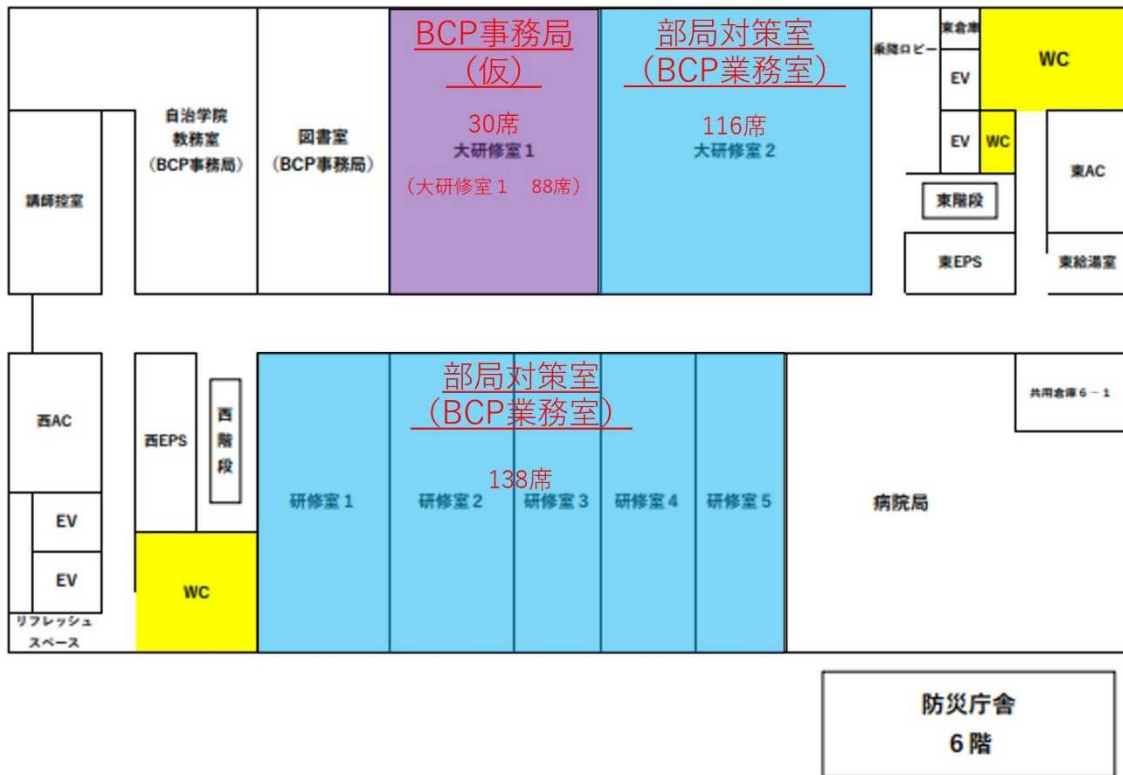 BCP事務局
（仮）
30席
大研修室1
（大研修室１　88席）
部局対策室
（BCP業務室）
116席
大研修室2
乗降ロビー
東倉庫
EV
WC
EV
WC
東AC
東階段
東EPS
東給湯室
講師控室
自治学院
教務室
(BCP事務局)
図書室
(BCP事務局)
西AC
EV
EV
リフレッシュ
スペース
西EPS
西階段
WC
部局対策室
（BCP業務室）
138席
研修室1
研修室2
研修室3
研修室4
研修室5
病院局
共用倉庫６－１
防災庁舎
6階